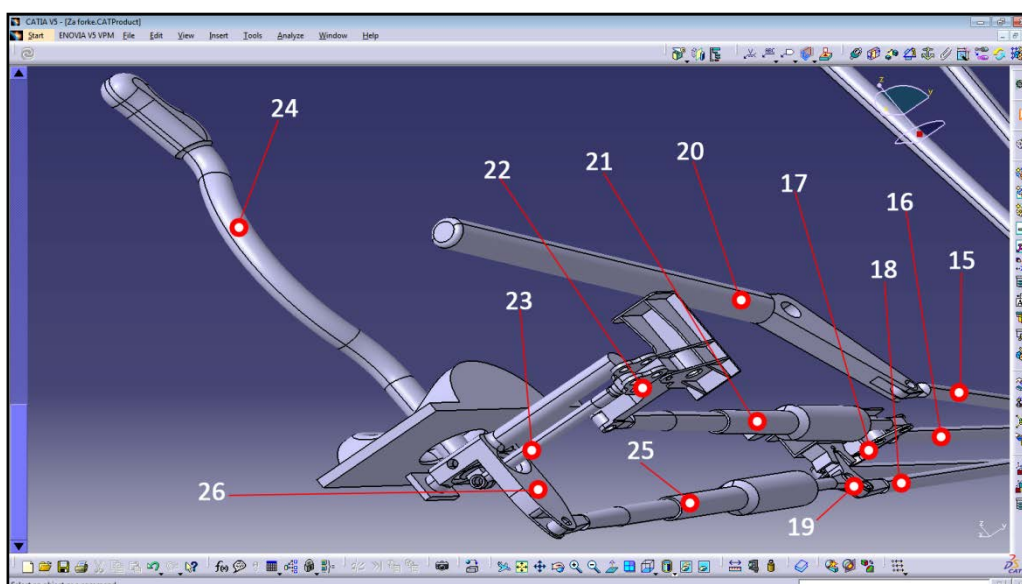 CATIA V5 - [Za forke.CATProduct]
Start ENOVIA V5 VPM File Edit View Insert Tools Analyze Window Help
24
20
17
21
22
16
18
15
23
25
26
19
z
y
f(x)
z
y
CATIA